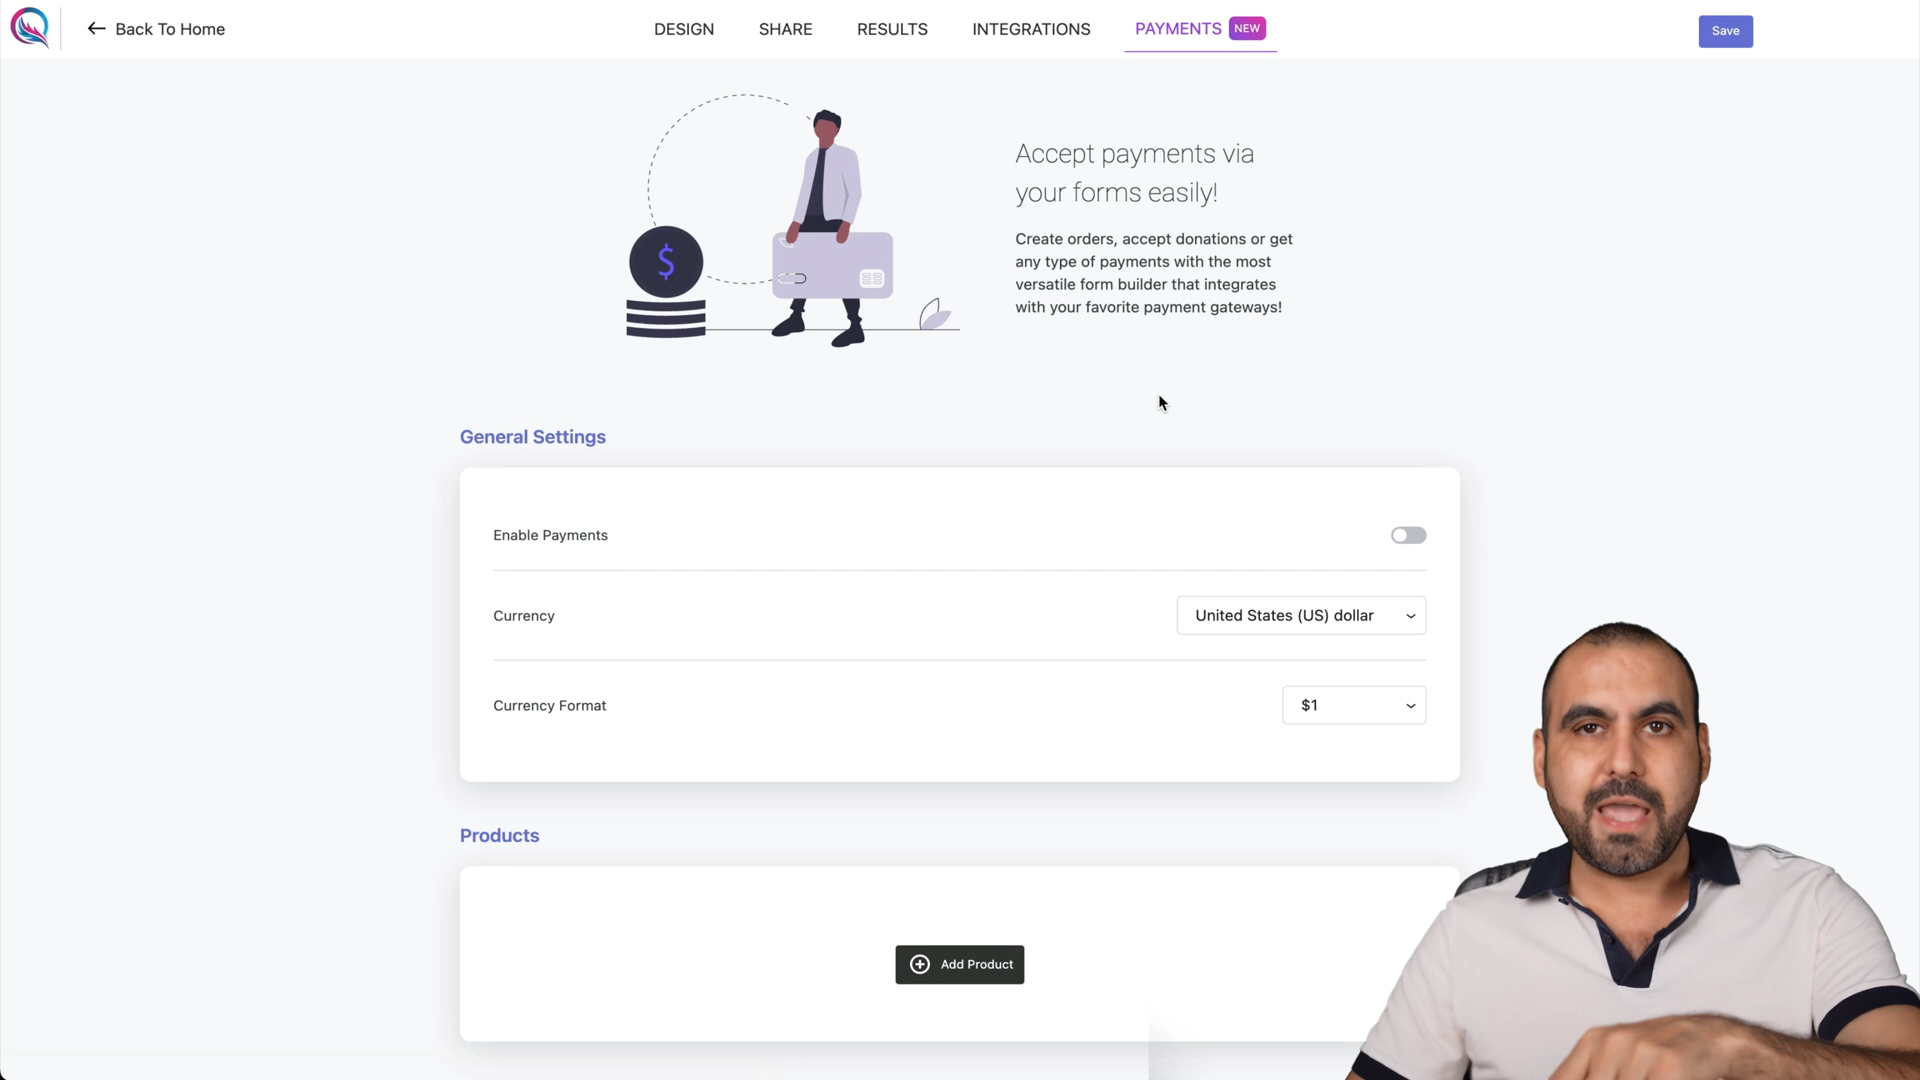 Back To Home
DESIGN
SHARE
RESULTS
INTEGRATIONS
PAYMENTS NEW
Save
Accept payments via
your forms easily!
Create orders, accept donations or get
any type of payments with the most
versatile form builder that integrates
with your favorite payment gateways!
$
General Settings
Enable Payments
Currency
United States (US) dollar
Currency Format
$1
Products
Add Product